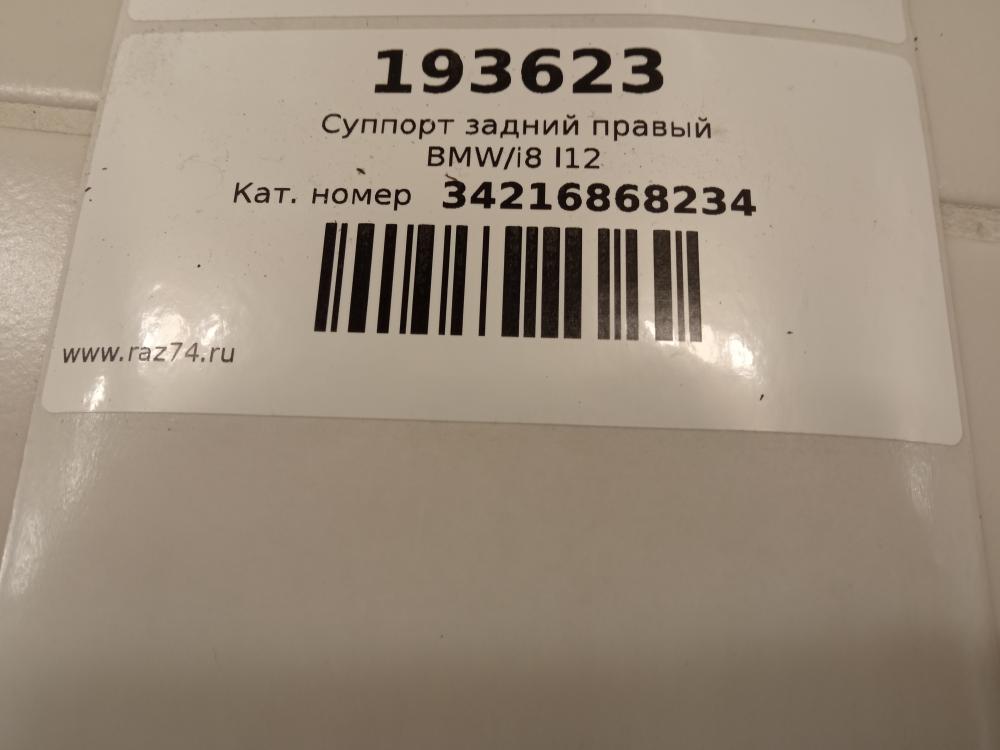 193623
Суппорт задний правый
BMW/i8 I12
Кат. номер 34216868234
www.raz74.ru